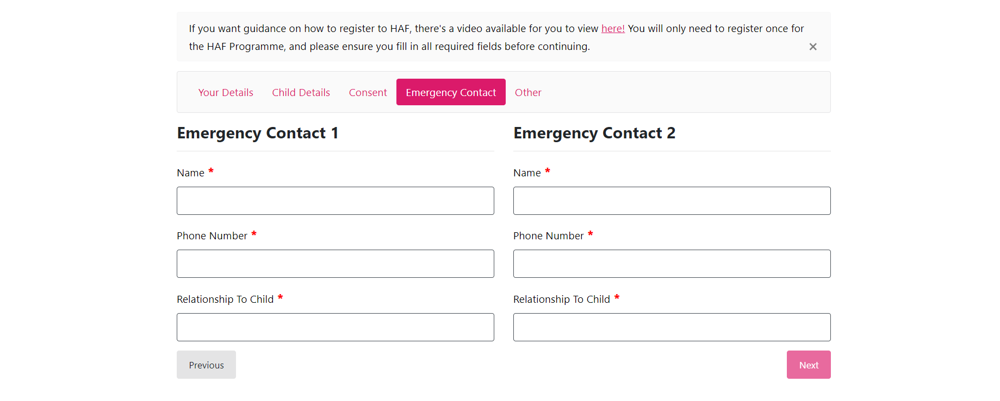 If you want guidance on how to register to HAF, there's a video available for you to view here! You will only need to register once for
the HAF Programme, and please ensure you fill in all required fields before continuing.
×
Your Details Child Details Consent Emergency Contact Other
Emergency Contact 1
Name *
Phone Number *
Relationship To Child *
Emergency Contact 2
Name *
Phone Number *
Relationship To Child *
Previous
Next